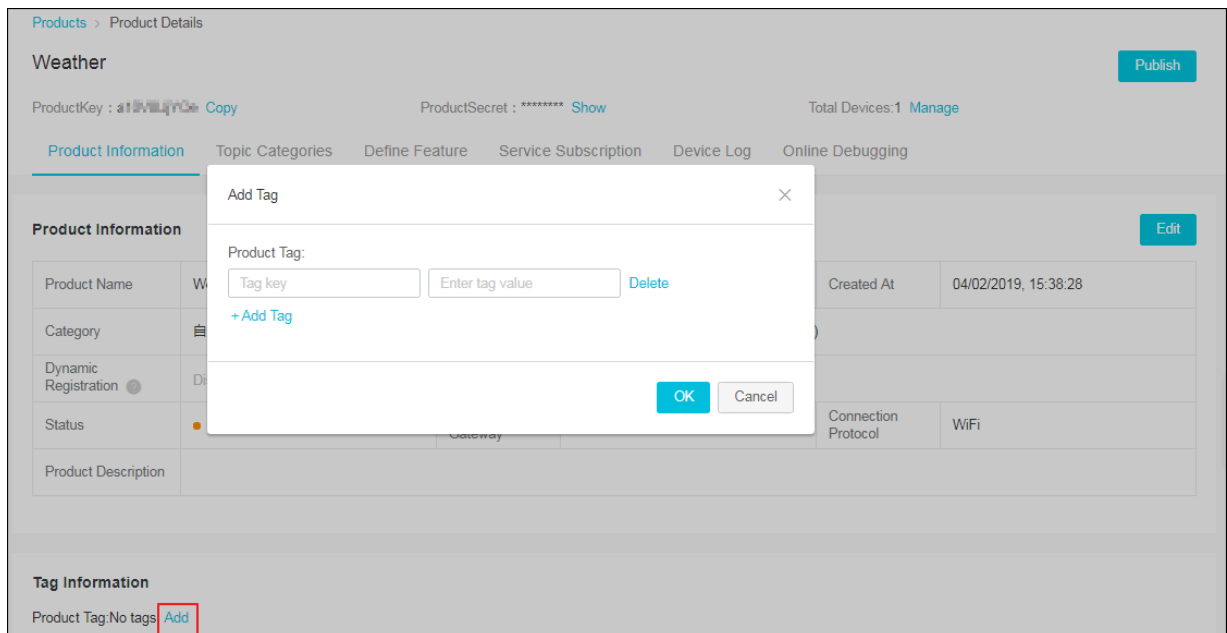 Products > Product Details
Weather
Publish
ProductKey : Copy
ProductSecret : ******** Show
Total Devices:1 Manage
Product Information
Topic Categories
Define Feature
Service Subscription
Device Log
Online Debugging
Add Tag
Product Information
Edit
Product Tag:
Tag key
Enter tag value
Delete
+Add Tag
Product Name
Created At
04/02/2019, 15:38:28
Category
自
)
Dynamic
Registration
Di
OK
Cancel
Status
Gateway
Connection
Protocol
WiFi
Product Description
Tag Information
Product Tag:No tags Add